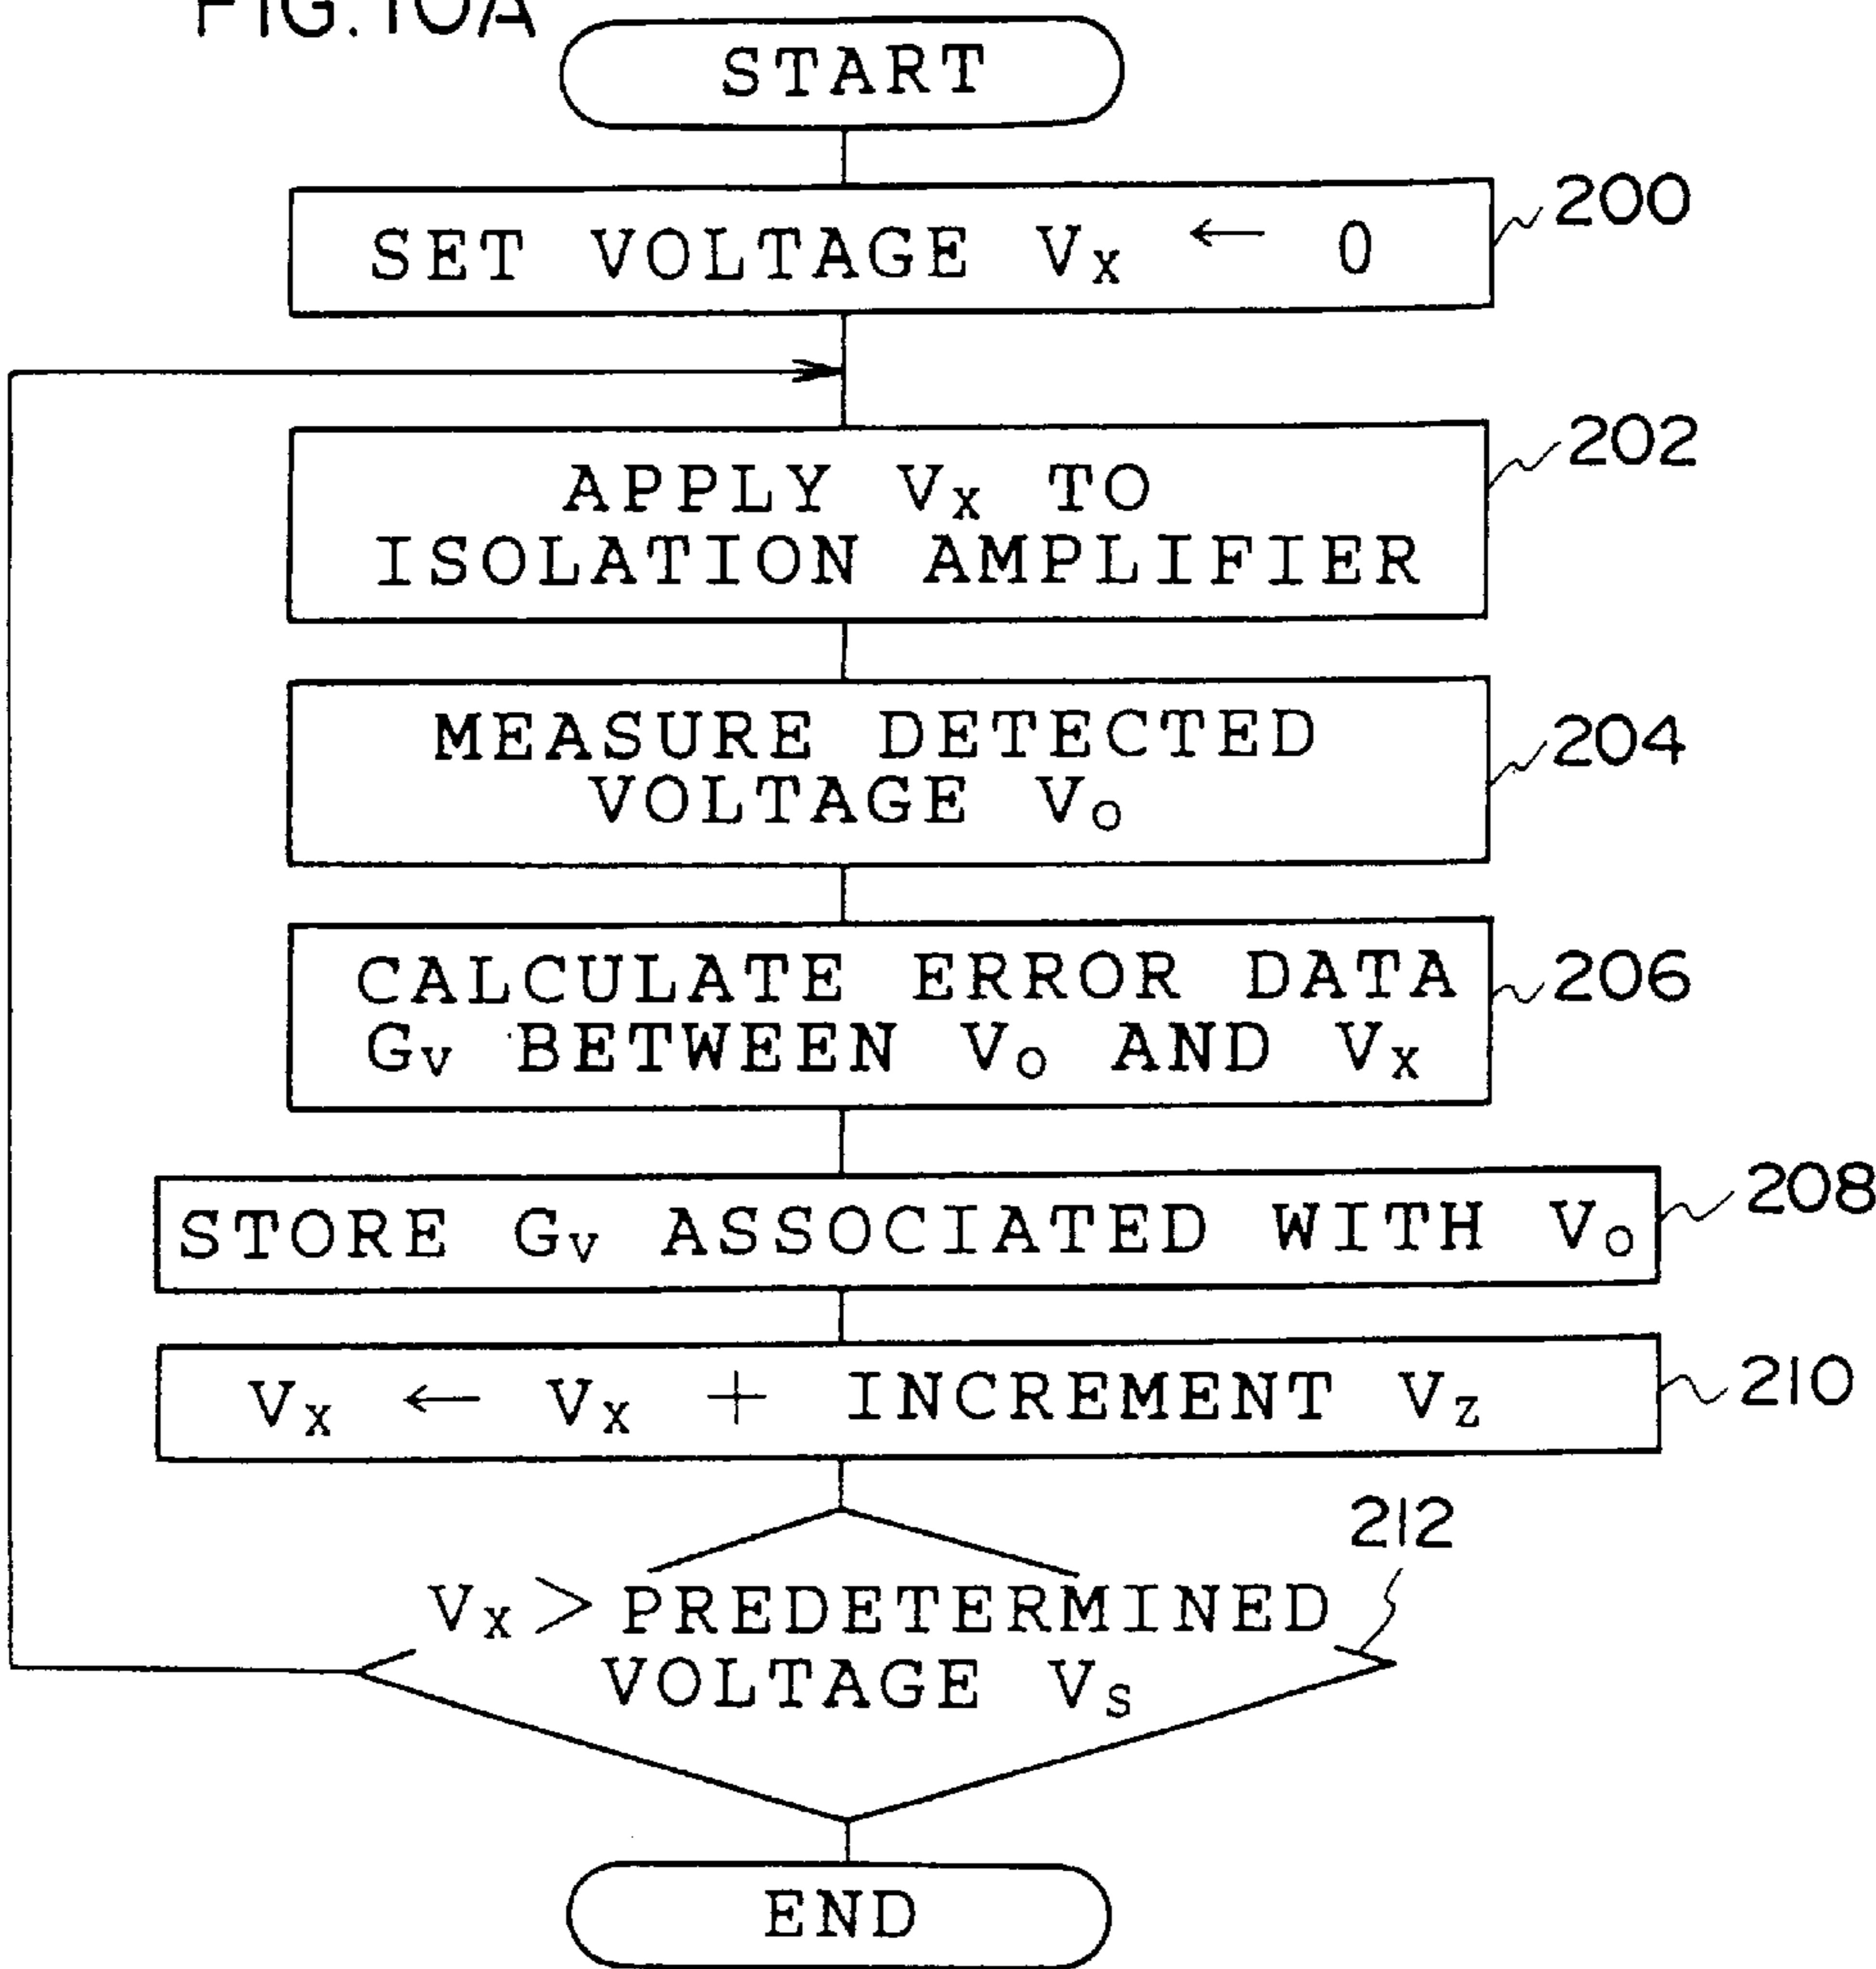 FIG.10A
START
SET VOLTAGE Vx ← 0
200
APPLY Vx TO
ISOLATION AMPLIFIER
202
MEASURE DETECTED
VOLTAGE Vo
204
CALCULATE ERROR DATA
Gv BETWEEN Vo AND Vx
206
STORE Gv ASSOCIATED WITH Vo
208
Vx ← Vx + INCREMENT Vz
210
212
Vx > PREDETERMINED
VOLTAGE Vs
END